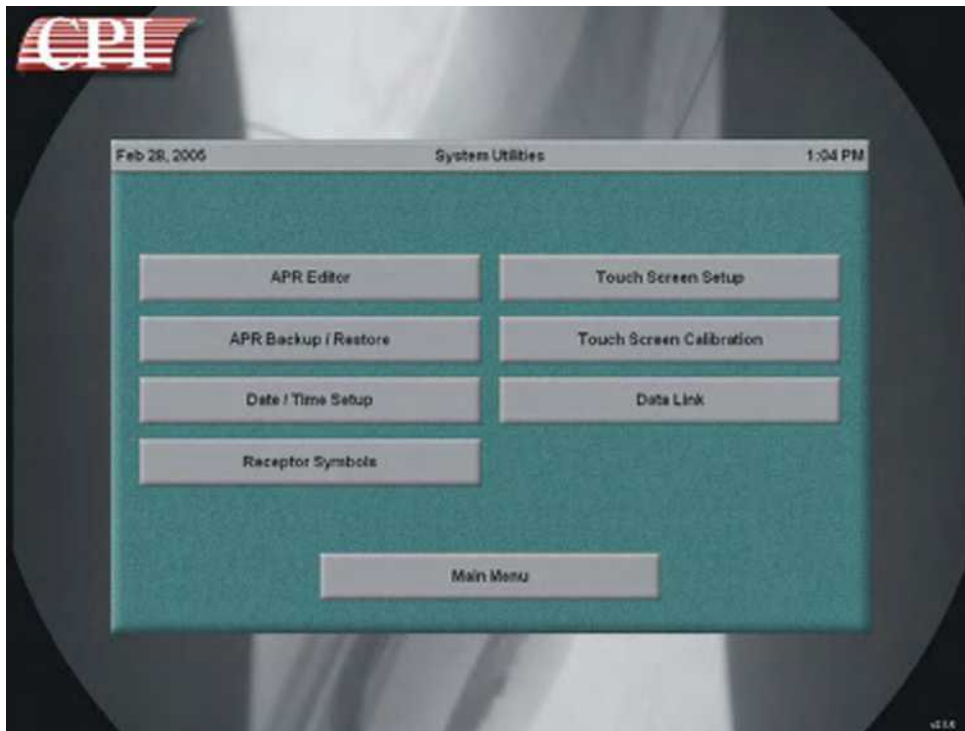 CPI
Feb 28, 2005 System Utilities 1:04 PM
APR Editor Touch Screen Setup
APR Backup / Restore Touch Screen Calibration
Date / Time Setup Data Link
Receptor Symbols
Main Menu